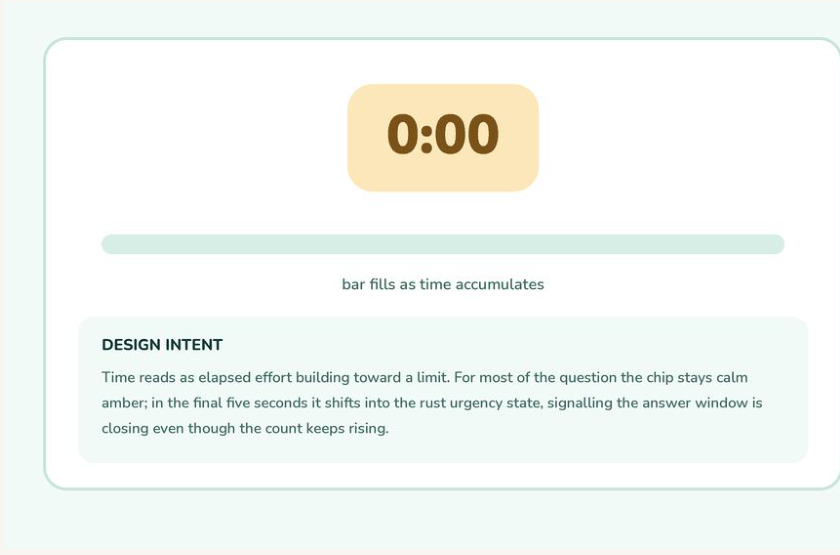 0:00
bar fills as time accumulates
DESIGN INTENT
Time reads as elapsed effort building toward a limit. For most of the question the chip stays calm
amber; in the final five seconds it shifts into the rust urgency state, signalling the answer window is
closing even though the count keeps rising.